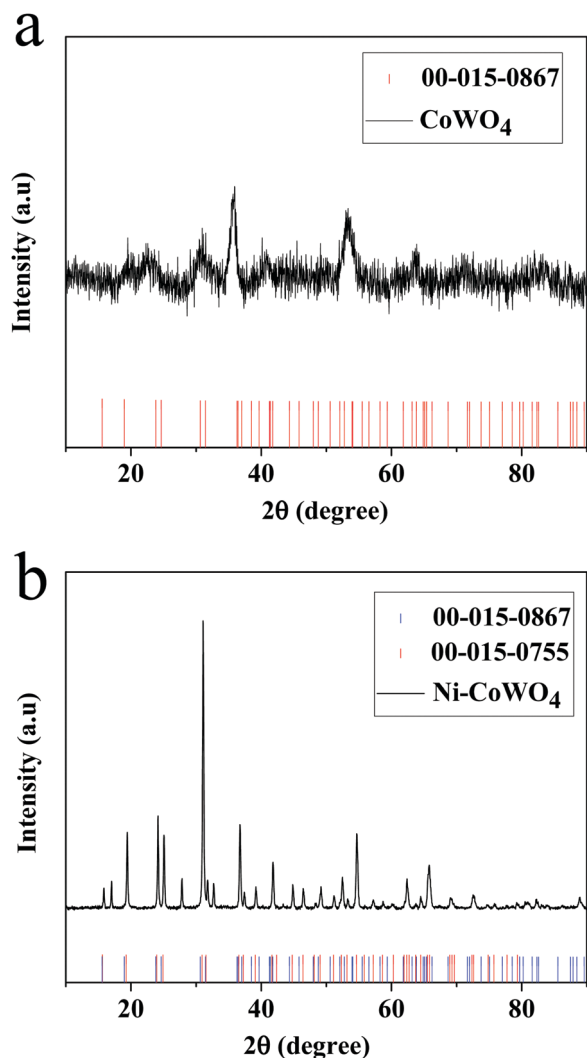 a
00-015-0867
CoWO4
Intensity (a.u)
20 40 60 80
2θ (degree)
b
00-015-0867
00-015-0755
Ni-CoWO4
Intensity (a.u)
20 40 60 80
2θ (degree)